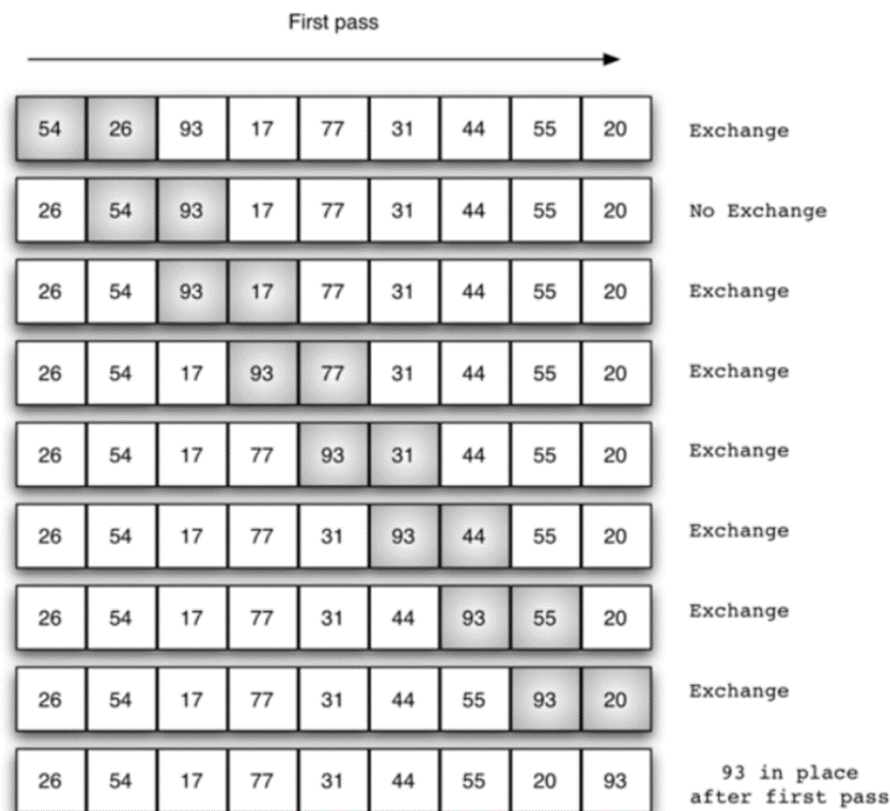 First pass
54 26 93 17 77 31 44 55 20 Exchange
26 54 93 17 77 31 44 55 20 No Exchange
26 54 93 17 77 31 44 55 20 Exchange
26 54 17 93 77 31 44 55 20 Exchange
26 54 17 77 93 31 44 55 20 Exchange
26 54 17 77 31 93 44 55 20 Exchange
26 54 17 77 31 44 93 55 20 Exchange
26 54 17 77 31 44 55 93 20 Exchange
26 54 17 77 31 44 55 20 93 93 in place
after first pass